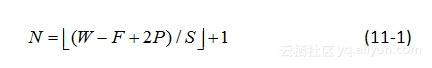 N = ⌊(W − F + 2P) / S⌋ + 1 (11-1)
云栖社区 yq.aliyun.com